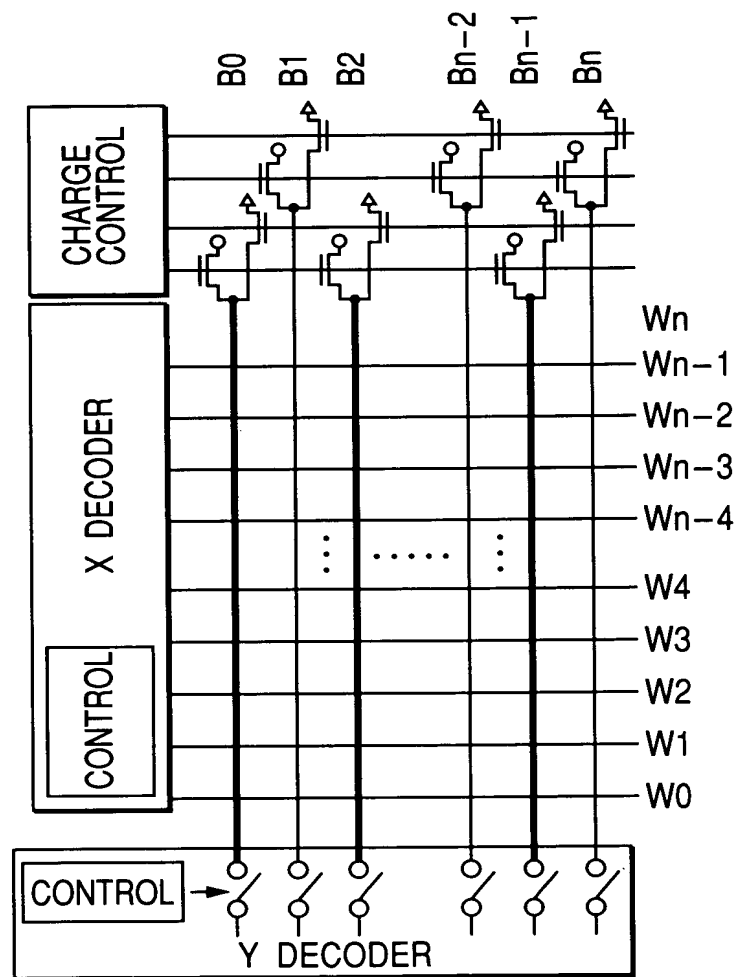 B0 B1 B2 Bn-2 Bn-1 Bn
CHARGE
CONTROL
Wn
Wn-1
Wn-2
Wn-3
Wn-4
X DECODER
W4
W3
W2
CONTROL
W1
W0
CONTROL
Y DECODER